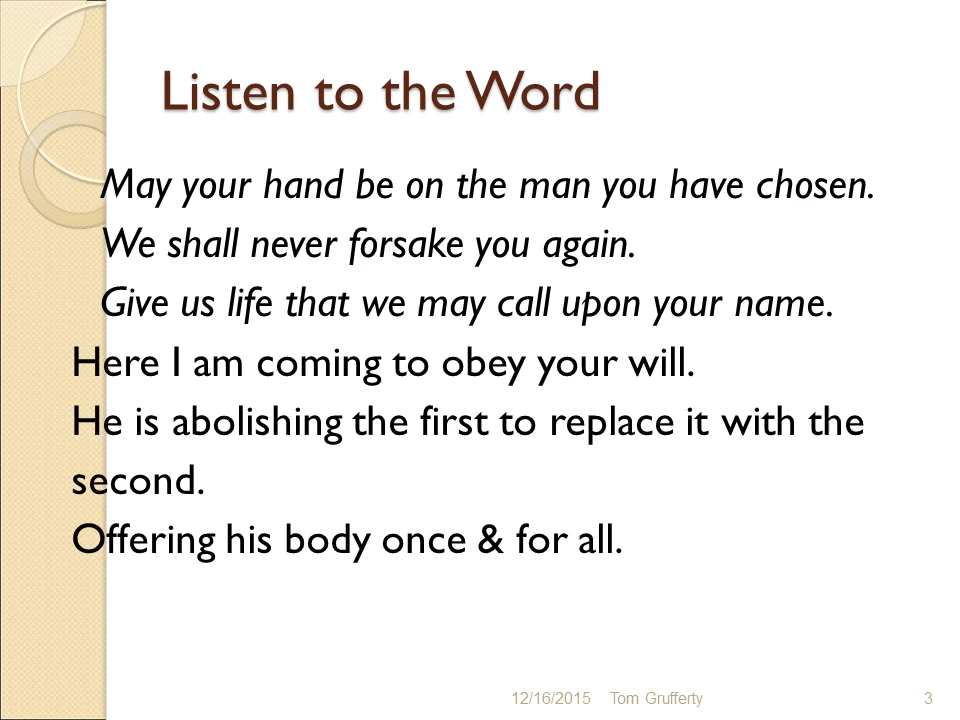 Listen to the Word
May your hand be on the man you have chosen.
We shall never forsake you again.
Give us life that we may call upon your name.
Here I am coming to obey your will.
He is abolishing the first to replace it with the
second.
Offering his body once & for all.
12/16/2015 Tom Grufferty 3